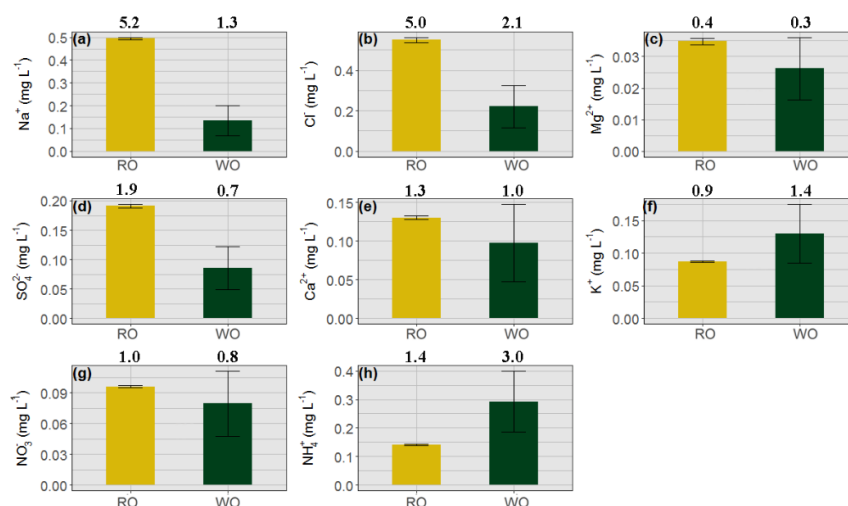 5.2 1.3
(a)
Na⁺ (mg L⁻¹)
0.5
0.4
0.3
0.2
0.1
0.0
RO WO
5.0 2.1
(b)
Cl⁻ (mg L⁻¹)
0.4
0.2
0.0
RO WO
0.4 0.3
(c)
Mg²⁺ (mg L⁻¹)
0.03
0.02
0.01
0.00
RO WO
1.9 0.7
(d)
SO₄²⁻ (mg L⁻¹)
0.20
0.15
0.10
0.05
0.00
RO WO
1.3 1.0
(e)
Ca²⁺ (mg L⁻¹)
0.15
0.10
0.05
0.00
RO WO
0.9 1.4
(f)
K⁺ (mg L⁻¹)
0.15
0.10
0.05
0.00
RO WO
1.0 0.8
(g)
NO₃⁻ (mg L⁻¹)
0.09
0.06
0.03
0.00
RO WO
1.4 3.0
(h)
NH₄⁺ (mg L⁻¹)
0.4
0.3
0.2
0.1
0.0
RO WO